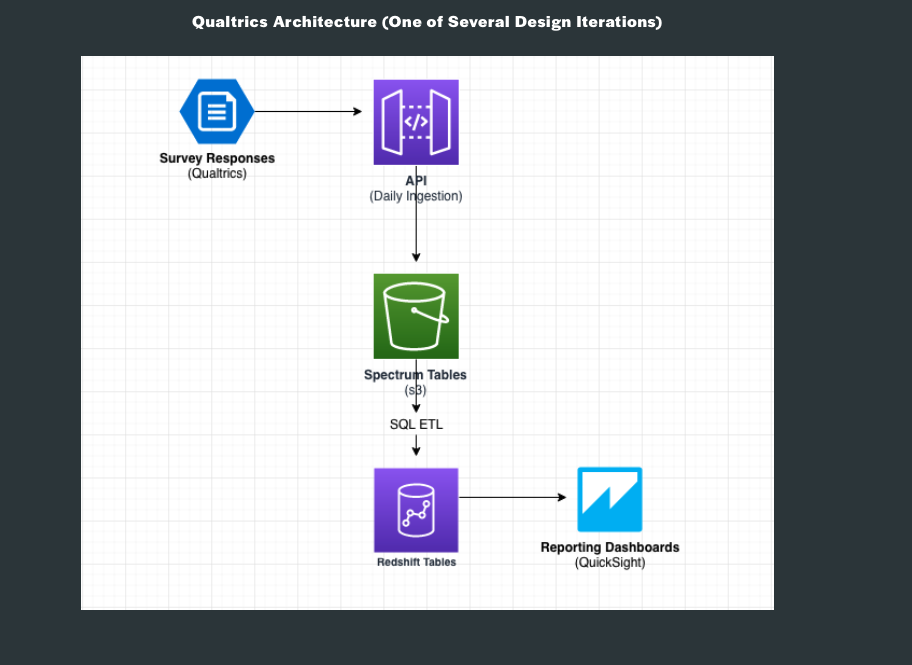 Qualtrics Architecture (One of Several Design Iterations)
Survey Responses
(Qualtrics)
</>
API
(Daily Ingestion)
Spectrum Tables
(s3)
SQL ETL
Redshift Tables
Reporting Dashboards
(QuickSight)